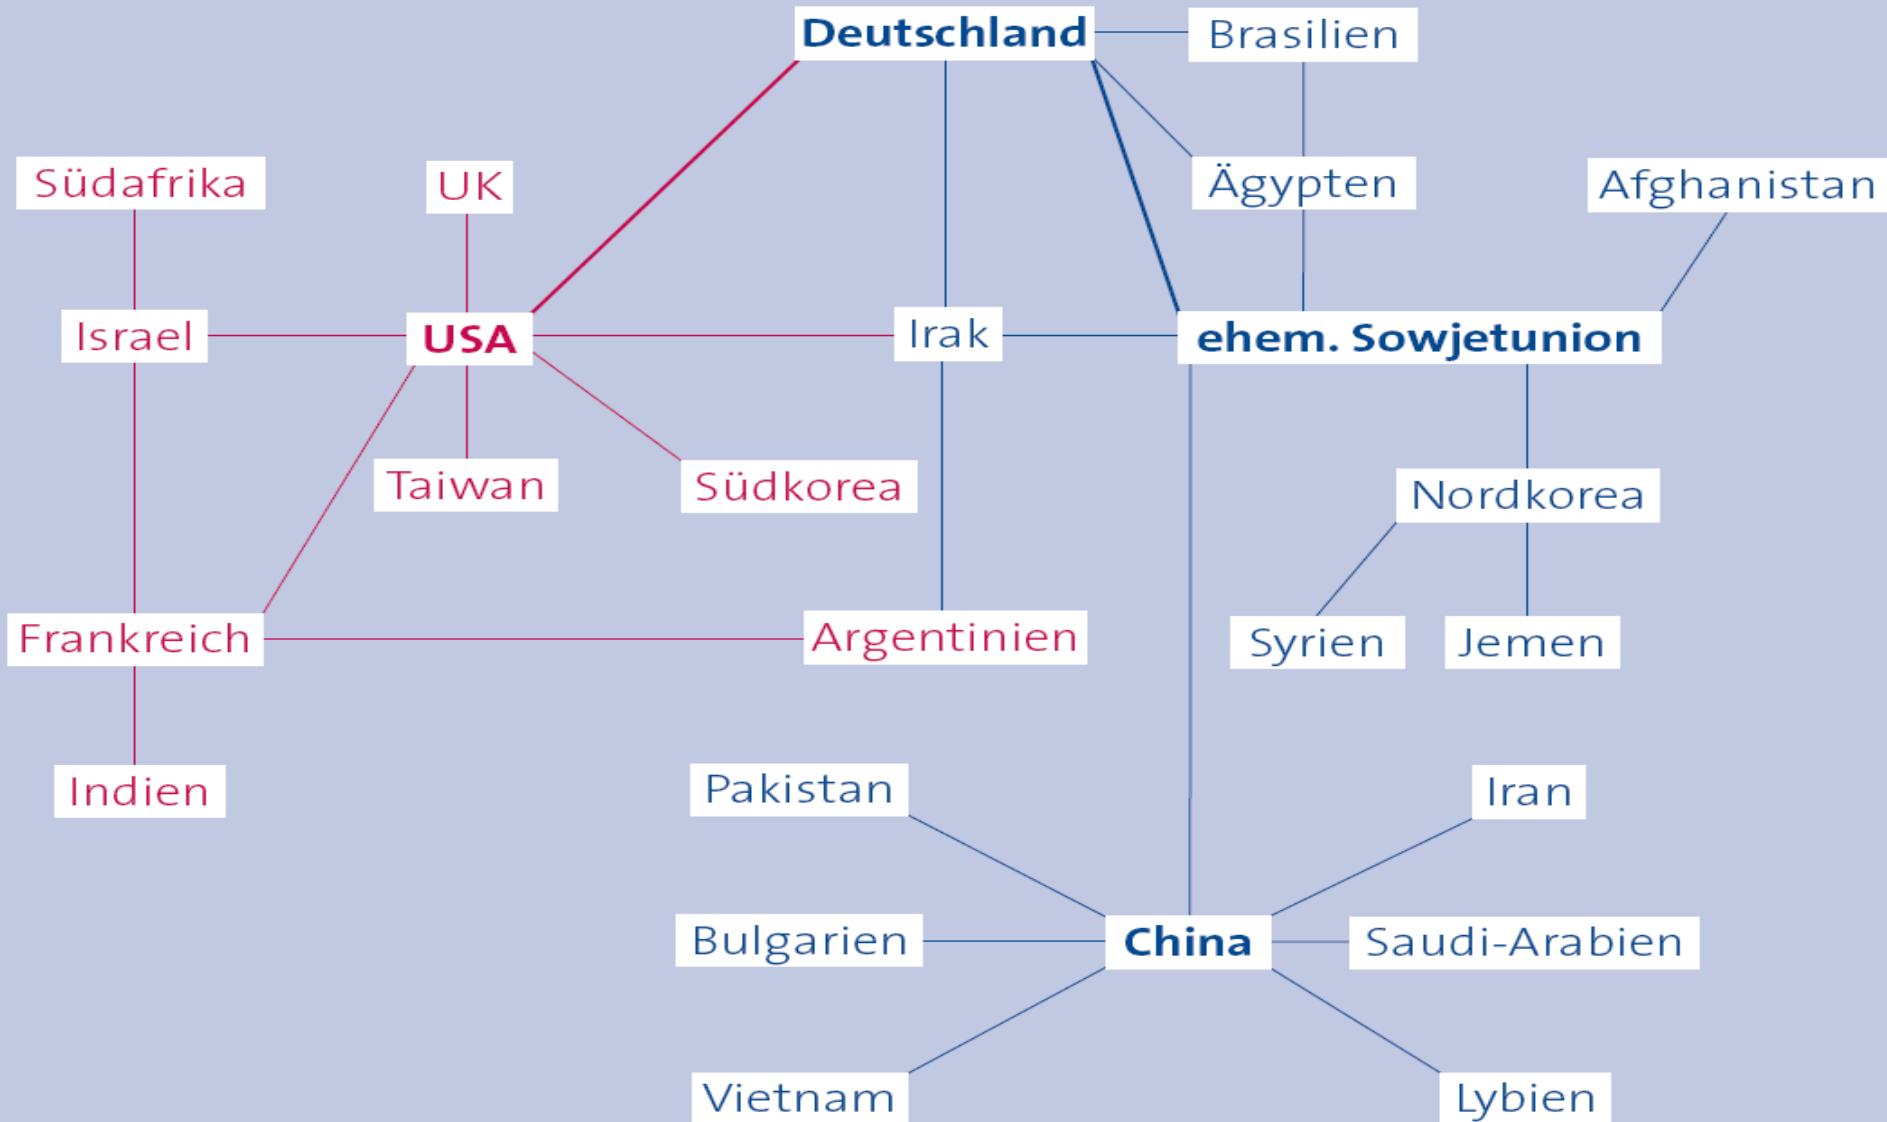 Deutschland
Brasilien
Südafrika
UK
Ägypten
Afghanistan
Israel
USA
Irak
ehem. Sowjetunion
Taiwan
Südkorea
Nordkorea
Frankreich
Argentinien
Syrien
Jemen
Indien
Pakistan
Iran
Bulgarien
China
Saudi-Arabien
Vietnam
Lybien